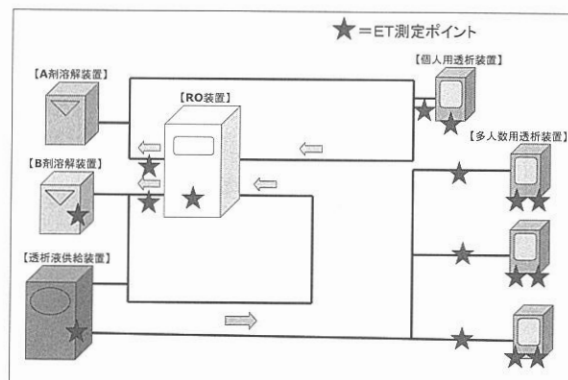 ★＝ET測定ポイント
【個人用透析装置】
【A剤溶解装置】
【RO装置】
【多人数用透析装置】
【B剤溶解装置】
【透析液供給装置】